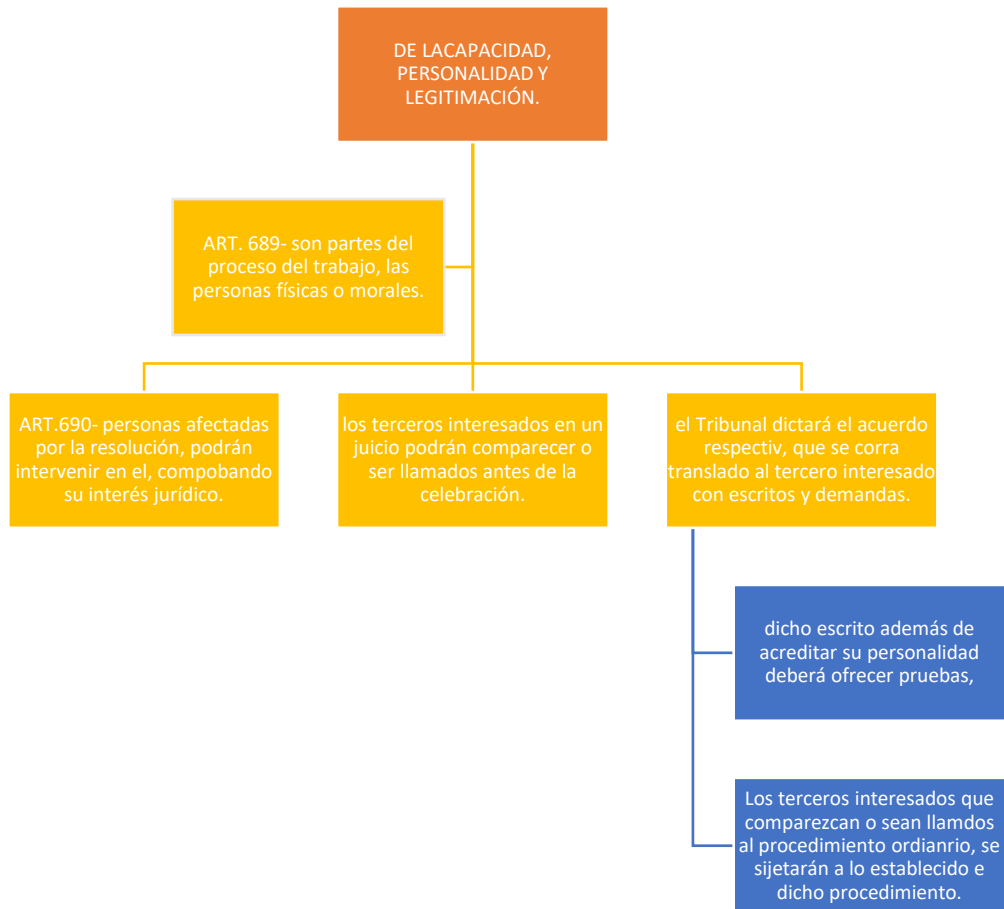 DE LACAPACIDAD,
PERSONALIDAD Y
LEGITIMACIÓN.
ART. 689- son partes del
proceso del trabajo, las
personas físicas o morales.
ART.690- personas afectadas
por la resolución, podrán
intervenir en el, compobando
su interés jurídico.
los terceros interesados en un
juicio podrán comparecer o
ser llamados antes de la
celebración.
el Tribunal dictará el acuerdo
respectiv, que se corra
translado al tercero interesado
con escritos y demandas.
dicho escrito además de
acreditar su personalidad
deberá ofrecer pruebas,
Los terceros interesados que
comparezcan o sean llamdos
al procedimiento ordianrio, se
sijetarán a lo establecido e
dicho procedimiento.